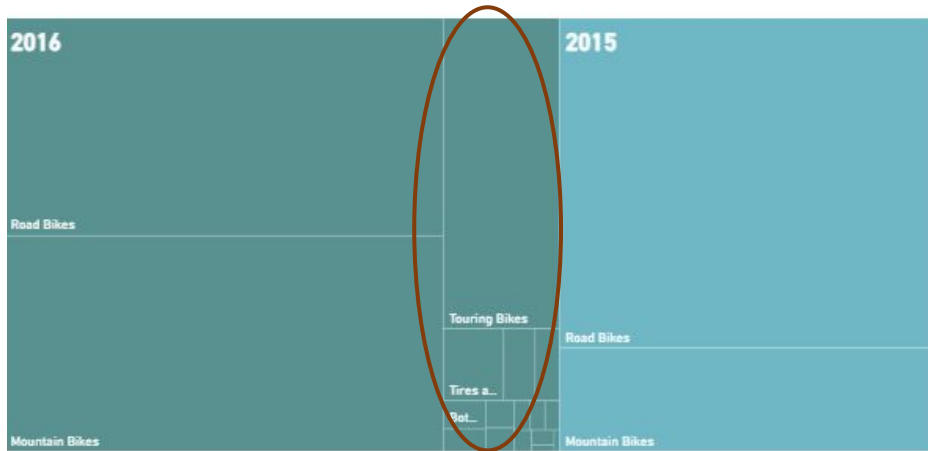 2016
Road Bikes
Mountain Bikes
Touring Bikes
Tires a...
Bot...
2015
Road Bikes
Mountain Bikes